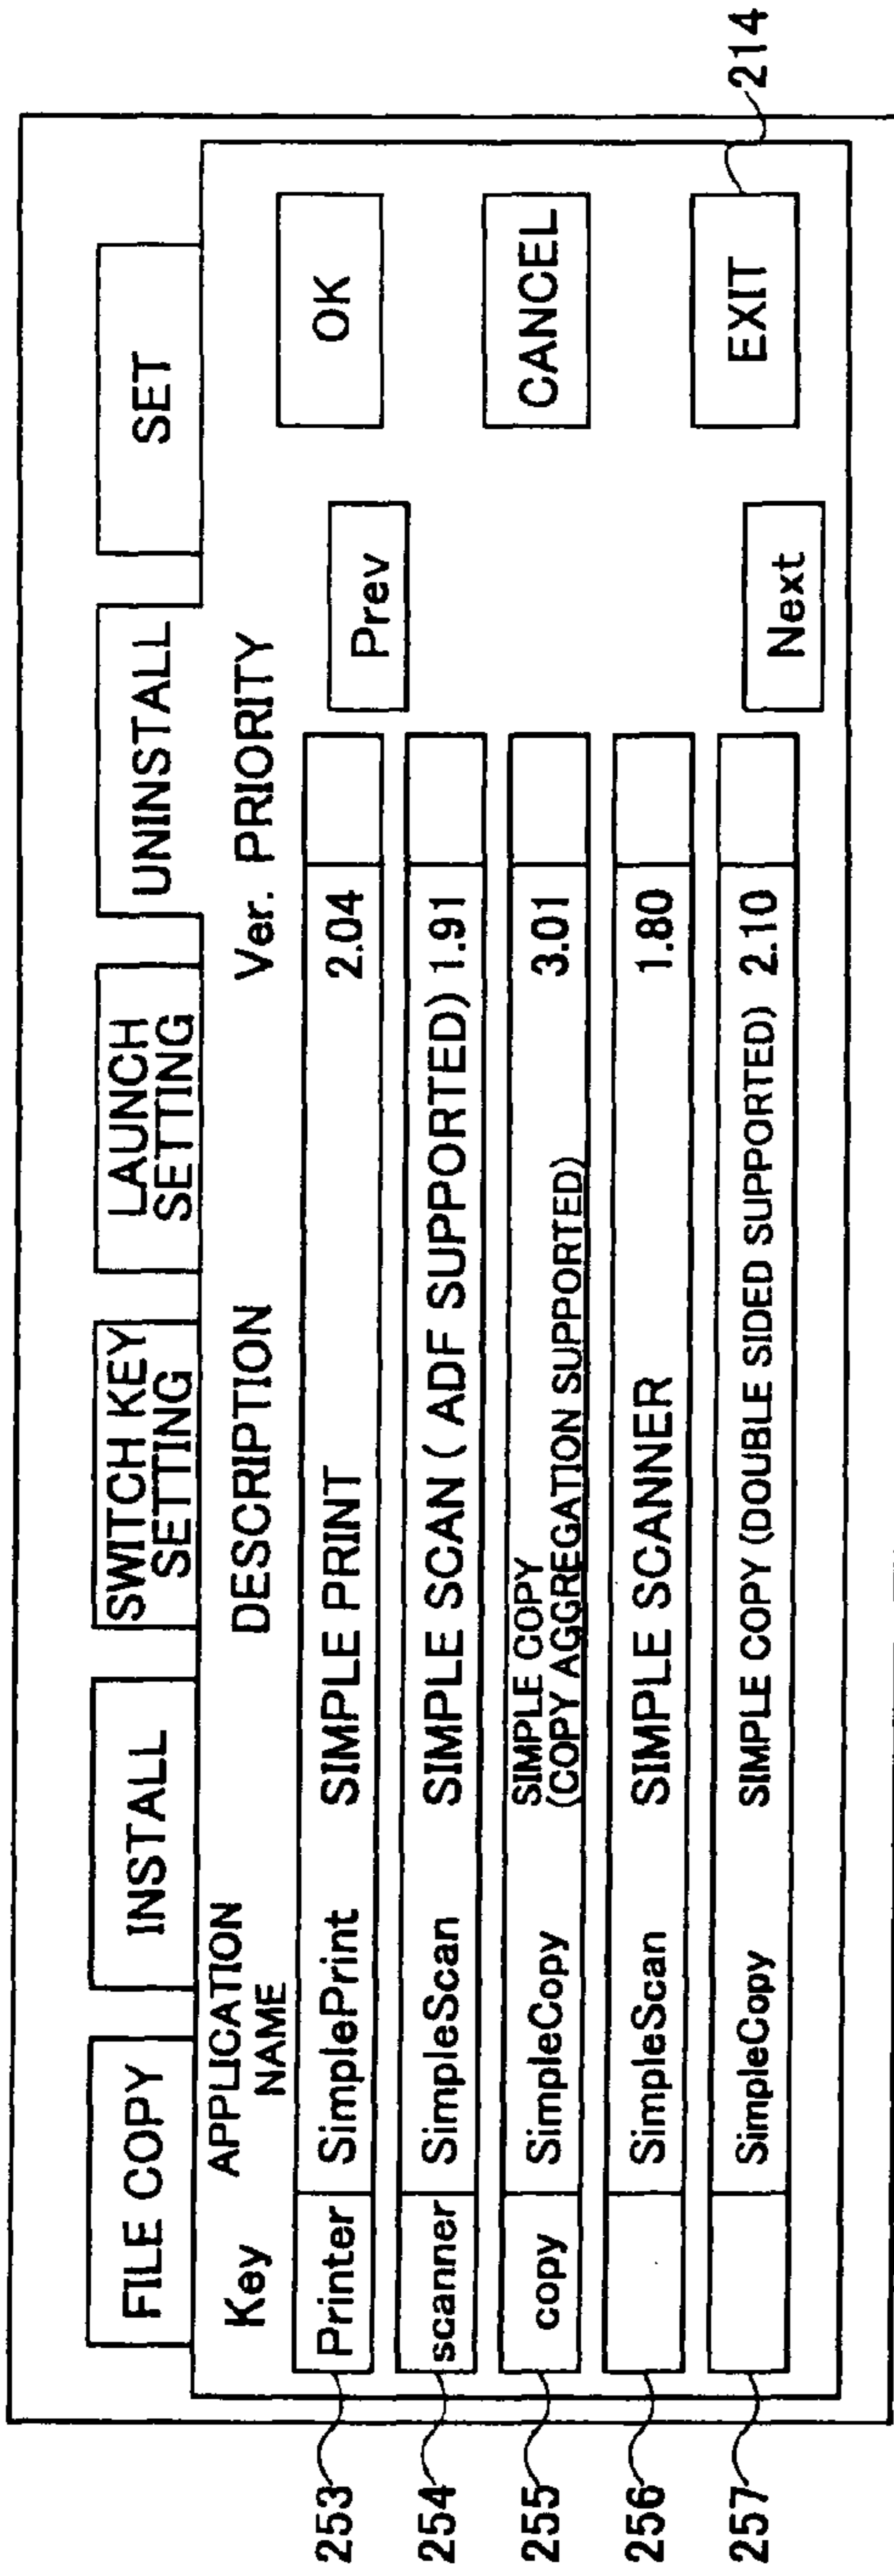 FILE COPY
INSTALL
SWITCH KEY
SETTING
LAUNCH
SETTING
UNINSTALL
SET
Key
APPLICATION
NAME
DESCRIPTION
Ver. PRIORITY
253
Printer SimplePrint SIMPLE PRINT 2.04
254
scanner SimpleScan SIMPLE SCAN ( ADF SUPPORTED) 1.91
255
copy SimpleCopy SIMPLE COPY
(COPY AGGREGATION SUPPORTED) 3.01
256
SimpleScan SIMPLE SCANNER 1.80
257
SimpleCopy SIMPLE COPY (DOUBLE SIDED SUPPORTED) 2.10
Prev
Next
OK
CANCEL
EXIT
214